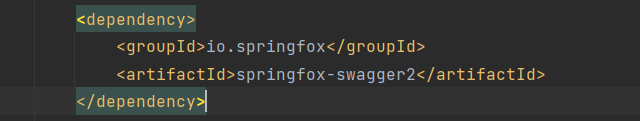 <dependency>
<groupId>io.springfox</groupId>
<artifactId>springfox-swagger2</artifactId>
</dependency>